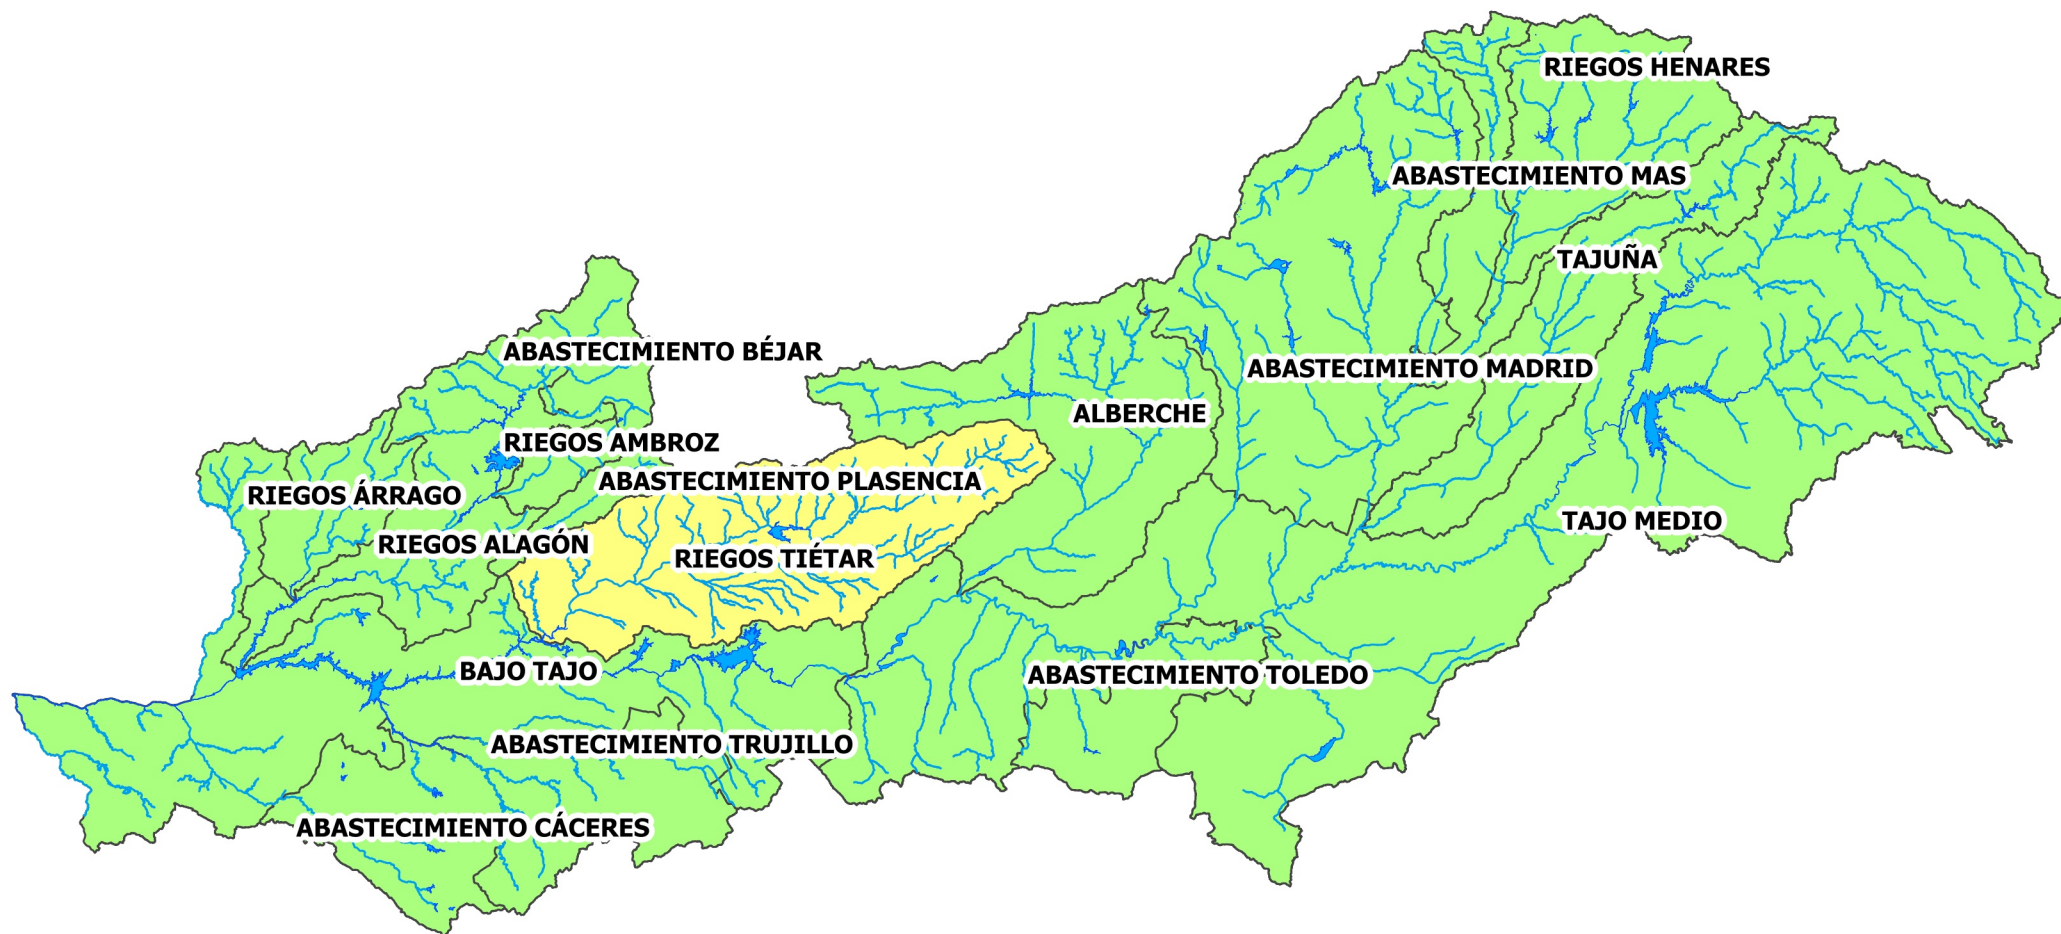 RIEGOS HENARES
ABASTECIMIENTO MAS
TAJUÑA
ABASTECIMIENTO BÉJAR
ABASTECIMIENTO MADRID
ALBERCHE
RIEGOS AMBROZ
ABASTECIMIENTO PLASENCIA
RIEGOS ÁRRAGO
TAJO MEDIO
RIEGOS ALAGÓN
RIEGOS TIÉTAR
BAJO TAJO
ABASTECIMIENTO TOLEDO
ABASTECIMIENTO TRUJILLO
ABASTECIMIENTO CÁCERES